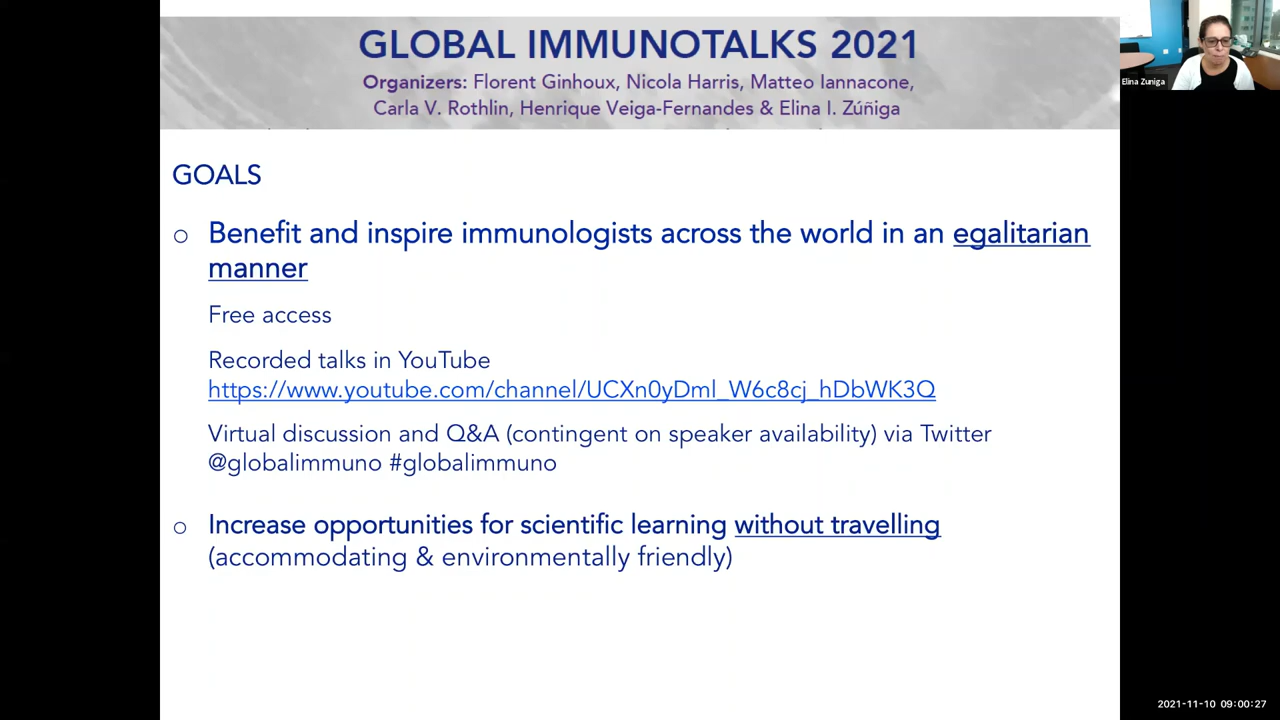 GLOBAL IMMUNOTALKS 2021
Organizers: Florent Ginhoux, Nicola Harris, Matteo Iannacone,
Carla V. Rothlin, Henrique Veiga-Fernandes & Elina I. Zúñiga
Elina Zuniga
GOALS
o Benefit and inspire immunologists across the world in an egalitarian
manner
Free access
Recorded talks in YouTube
https://www.youtube.com/channel/UCXn0yDml_W6c8cj_hDbWK3Q
Virtual discussion and Q&A (contingent on speaker availability) via Twitter
@globalimmuno #globalimmuno
o Increase opportunities for scientific learning without travelling
(accommodating & environmentally friendly)
2021-11-10 09:00:27